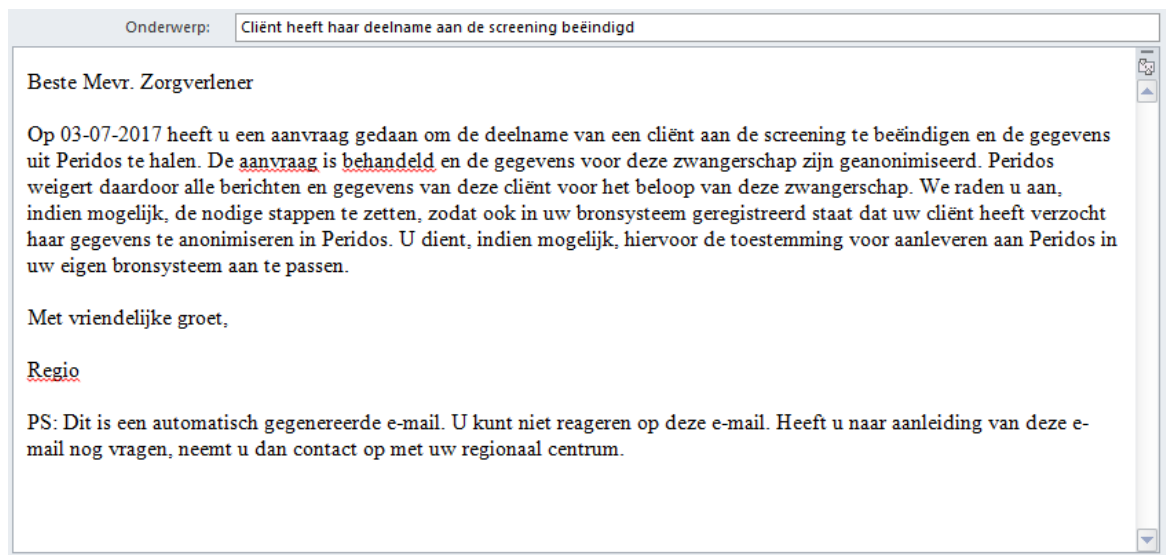 Onderwerp: Cliënt heeft haar deelname aan de screening beëindigd
Beste Mevr. Zorgverlener
Op 03-07-2017 heeft u een aanvraag gedaan om de deelname van een cliënt aan de screening te beëindigen en de gegevens
uit Peridos te halen. De aanvraag is behandeld en de gegevens voor deze zwangerschap zijn geanonimiseerd. Peridos
weigert daardoor alle berichten en gegevens van deze cliënt voor het beloop van deze zwangerschap. We raden u aan,
indien mogelijk, de nodige stappen te zetten, zodat ook in uw bronsysteem geregistreerd staat dat uw cliënt heeft verzocht
haar gegevens te anonimiseren in Peridos. U dient, indien mogelijk, hiervoor de toestemming voor aanleveren aan Peridos in
uw eigen bronsysteem aan te passen.
Met vriendelijke groet,
Regio
PS: Dit is een automatisch gegenereerde e-mail. U kunt niet reageren op deze e-mail. Heeft u naar aanleiding van deze e-
mail nog vragen, neemt u dan contact op met uw regionaal centrum.